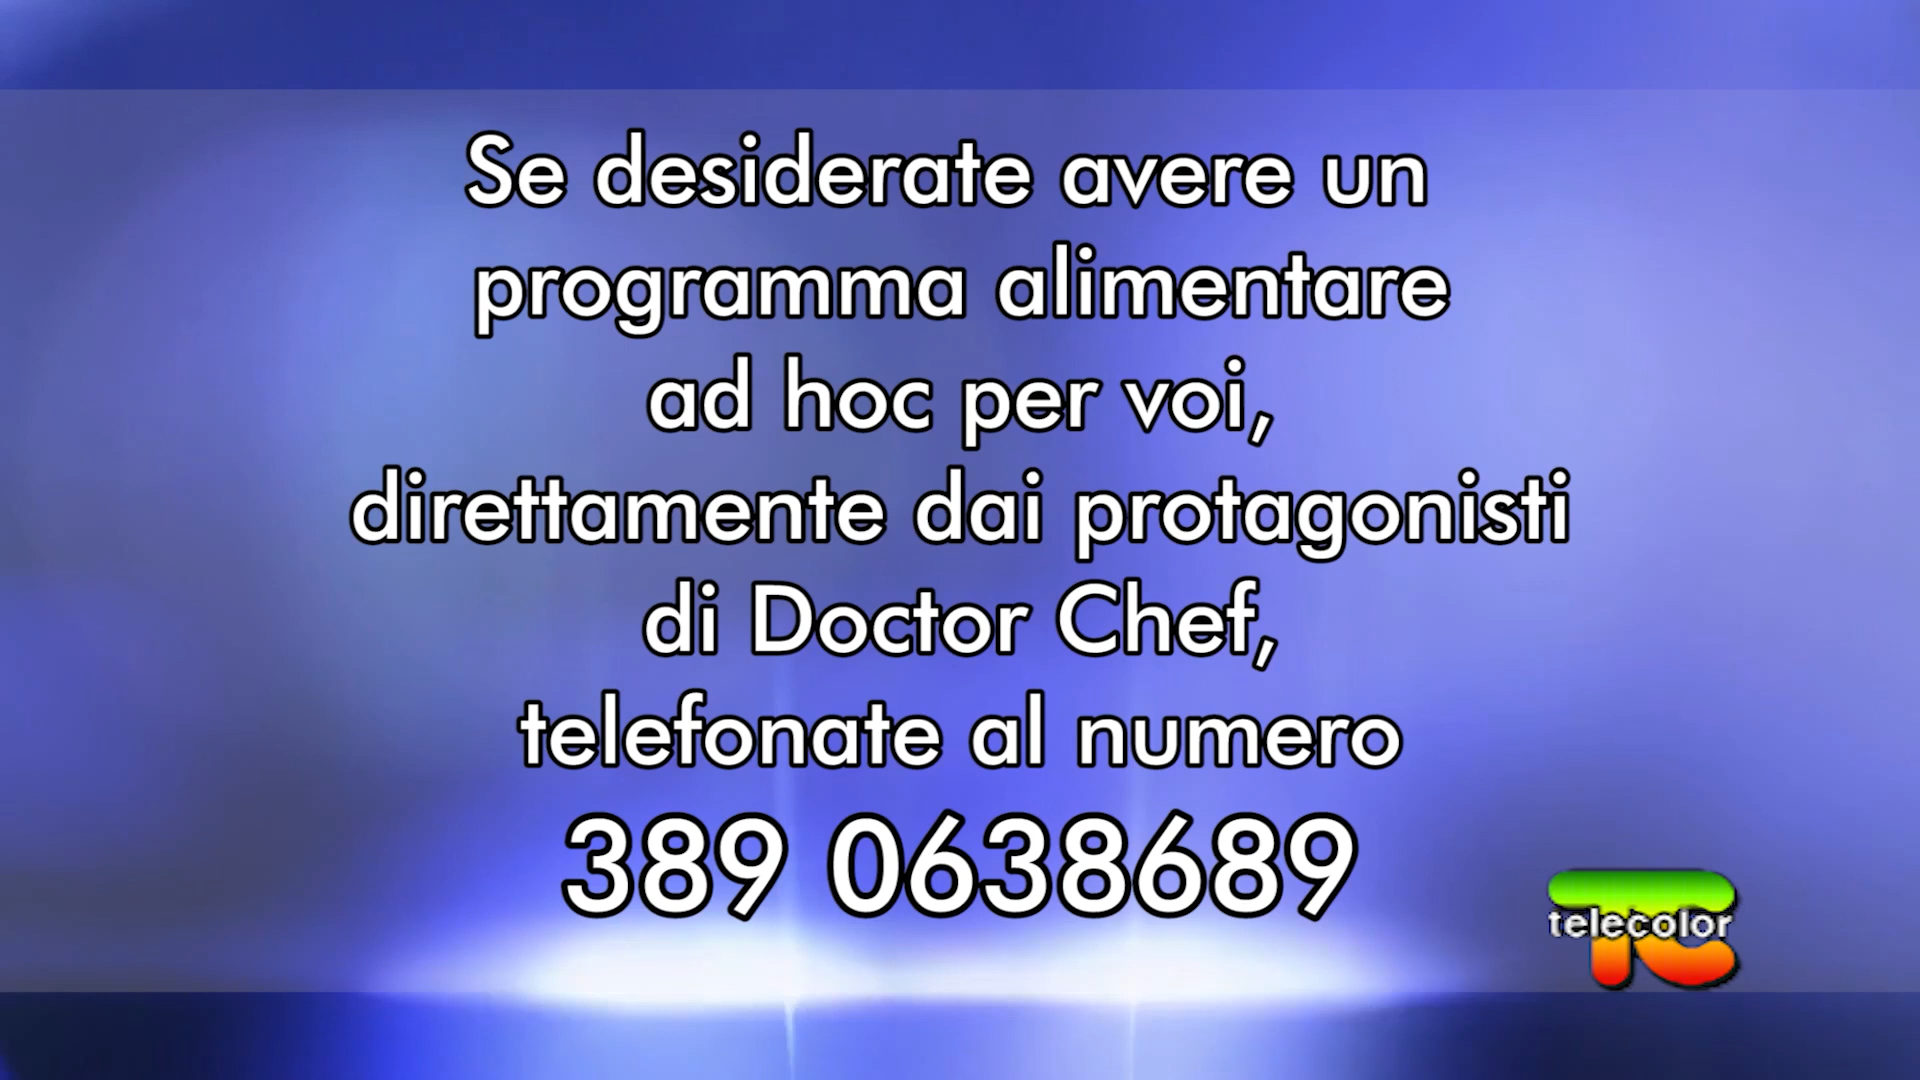 Se desiderate avere un
programma alimentare
ad hoc per voi,
direttamente dai protagonisti
di Doctor Chef,
telefonate al numero
389 0638689
telecolor
TC